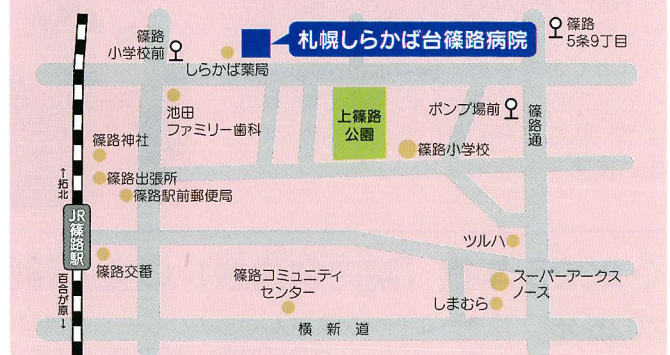 札幌しらかば台篠路病院
篠路
小学校前
しらかば薬局
篠路
5条9丁目
池田
ファミリー歯科
上篠路
公園
ポンプ場前
篠路通
篠路神社
篠路小学校
篠路出張所
篠路駅前郵便局
←拓北
JR篠路駅
百合が原→
篠路交番
篠路コミュニティ
センター
ツルハ
スーパーアークス
ノース
しまむら
横新道